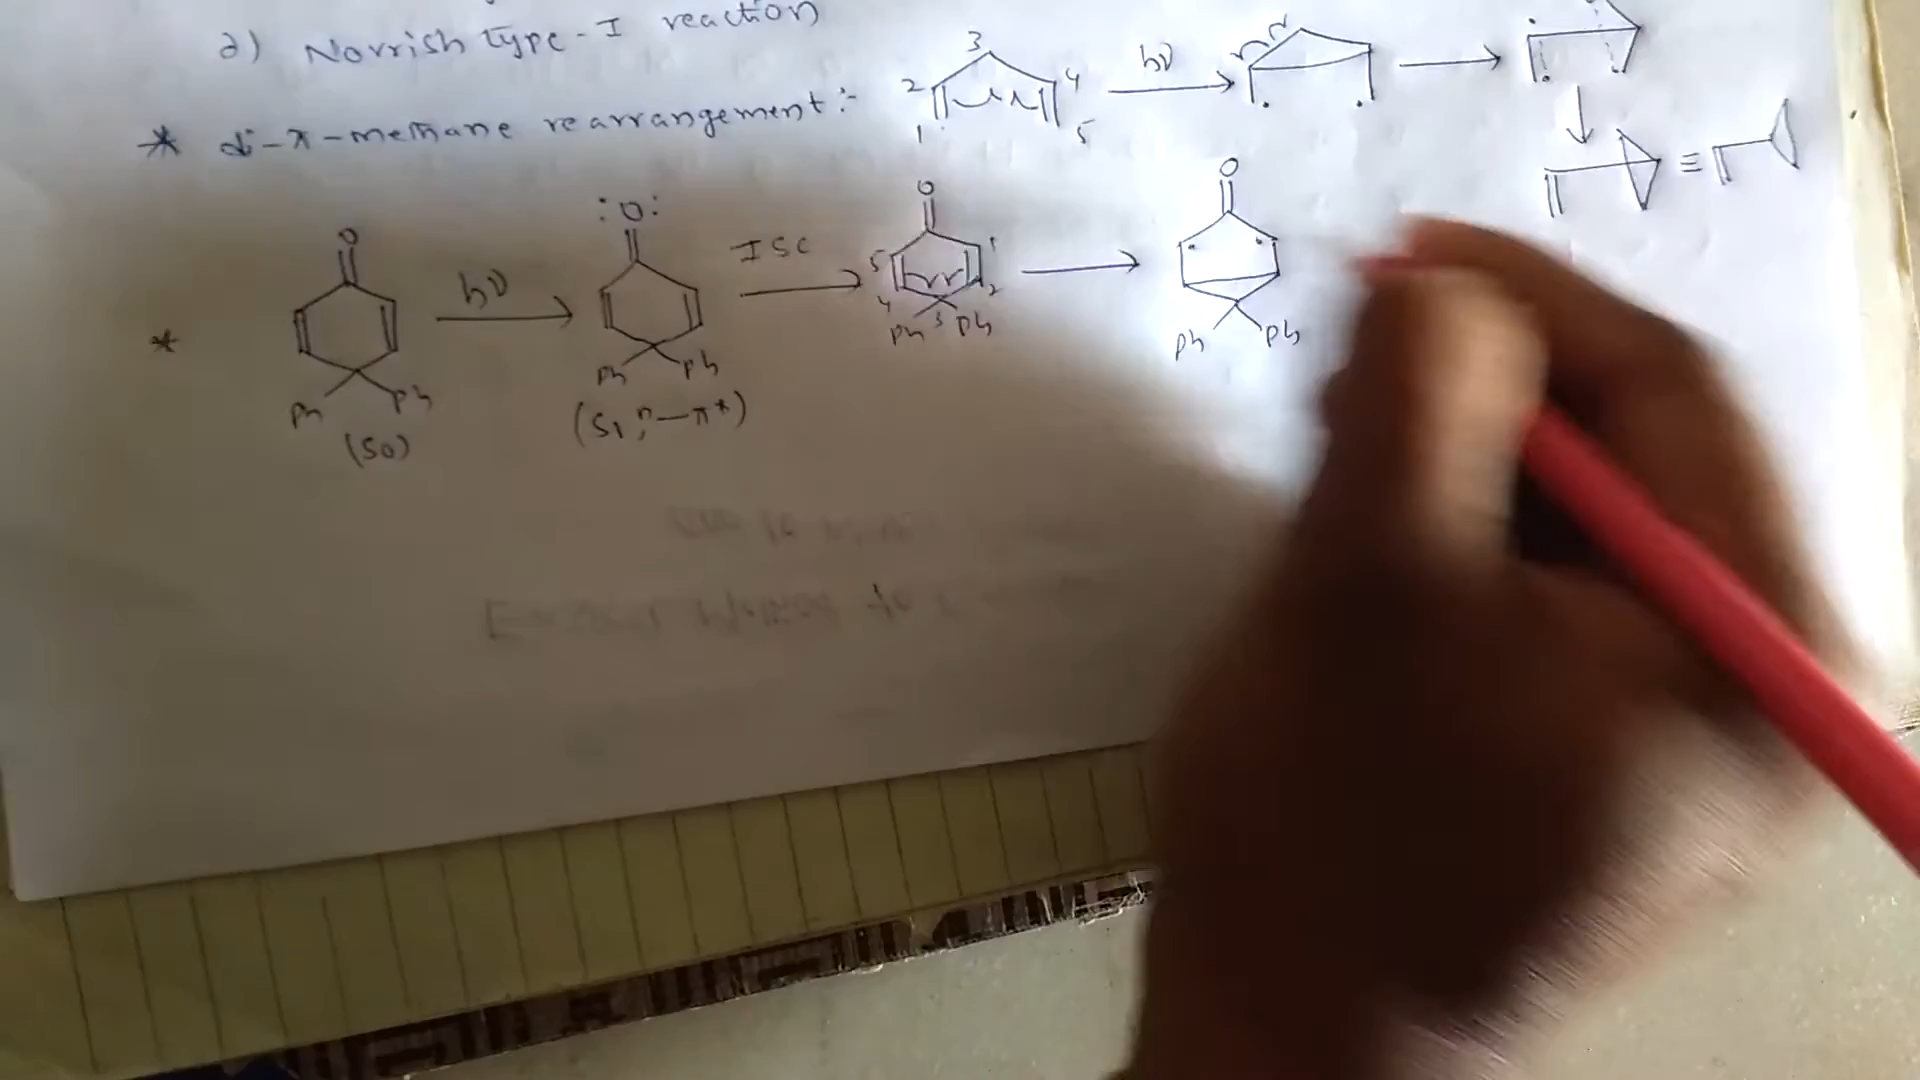 2) Norrish type-I reaction
* di-π-methane rearrangement :-
1 2 3 4 5
hν
≡
*
O
Ph Ph
(S0)
hν
:O:
Ph Ph
(S1; n-π*)
ISC
O
5 1
4 2
Ph 3 Ph
O
Ph Ph